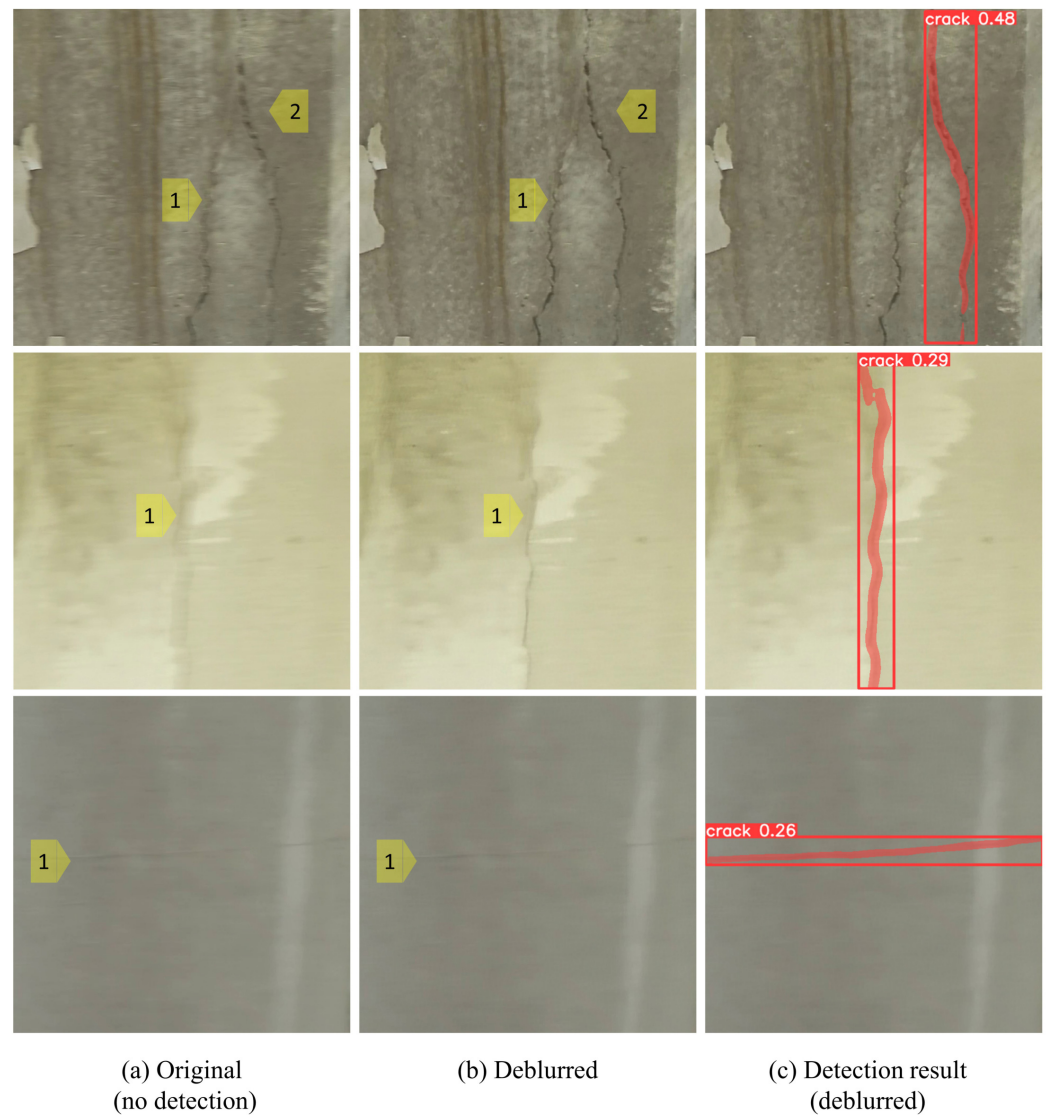 1
2
1
2
crack 0.48
1
1
crack 0.29
1
1
crack 0.26
(a) Original
(no detection)
(b) Deblurred
(c) Detection result
(deblurred)